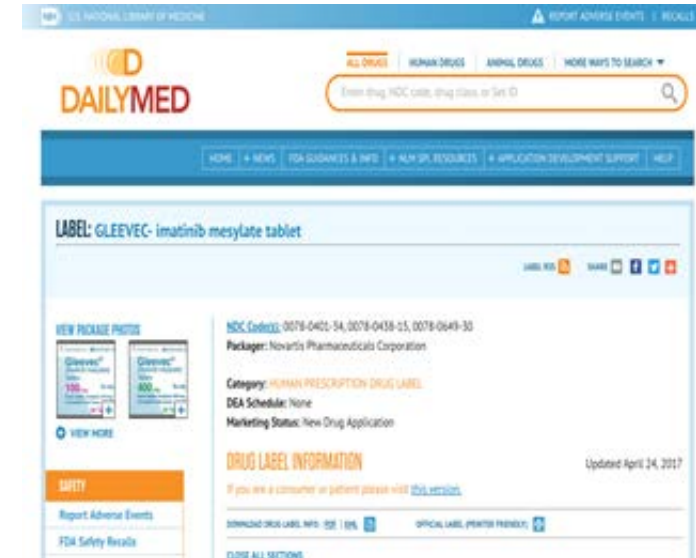 U.S. NATIONAL LIBRARY OF MEDICINE
REPORT ADVERSE EVENTS | RECALLS
DAILYMED
ALL DRUGS HUMAN DRUGS ANIMAL DRUGS MORE WAYS TO SEARCH
Enter drug, NDC code, drug class, or Set ID
HOME + NEWS FDA GUIDANCES & INFO + NLM SPL RESOURCES + APPLICATION DEVELOPMENT SUPPORT HELP
LABEL: GLEEVEC- imatinib mesylate tablet
LABEL RSS SHARE
VIEW PACKAGE PHOTOS
Gleevec®
100 mg
Gleevec®
400 mg
VIEW MORE
NDC Code(s): 0078-0401-34, 0078-0438-15, 0078-0649-30
Packager: Novartis Pharmaceuticals Corporation
Category: HUMAN PRESCRIPTION DRUG LABEL
DEA Schedule: None
Marketing Status: New Drug Application
DRUG LABEL INFORMATION
Updated April 24, 2017
If you are a consumer or patient please visit this version.
DOWNLOAD DRUG LABEL INFO: PDF | XML
OFFICIAL LABEL (PRINTER FRIENDLY)
CLOSE ALL SECTIONS
SAFETY
Report Adverse Events
FDA Safety Recalls